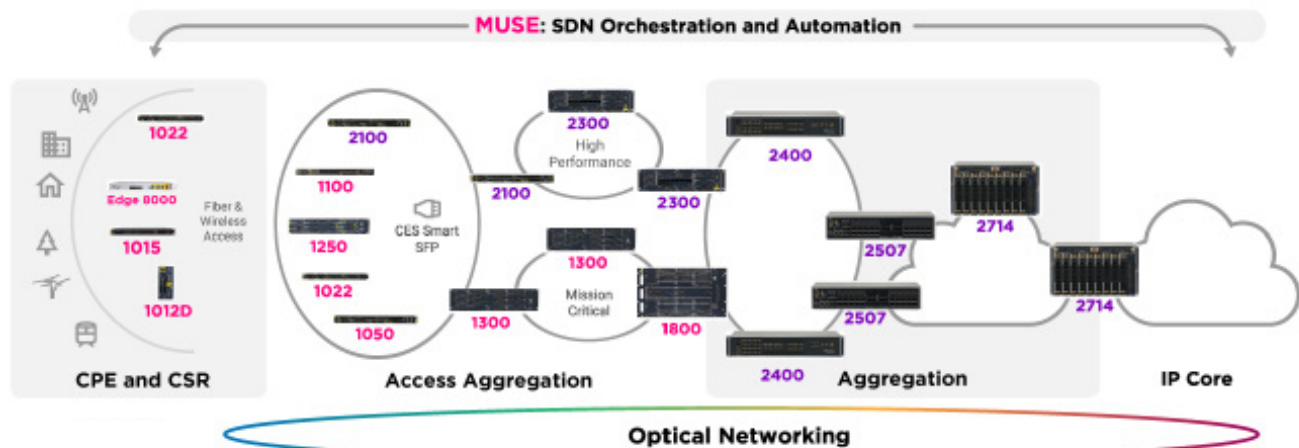 MUSE: SDN Orchestration and Automation
1022
Edge 8000
1015
1012D
Fiber &
Wireless
Access
CPE and CSR
2100
1100
1250
1022
1050
CES Smart
SFP
2100
1300
2300
High
Performance
2300
1300
Mission
Critical
1800
Access Aggregation
2400
2507
2507
2400
2714
2714
Aggregation
IP Core
Optical Networking